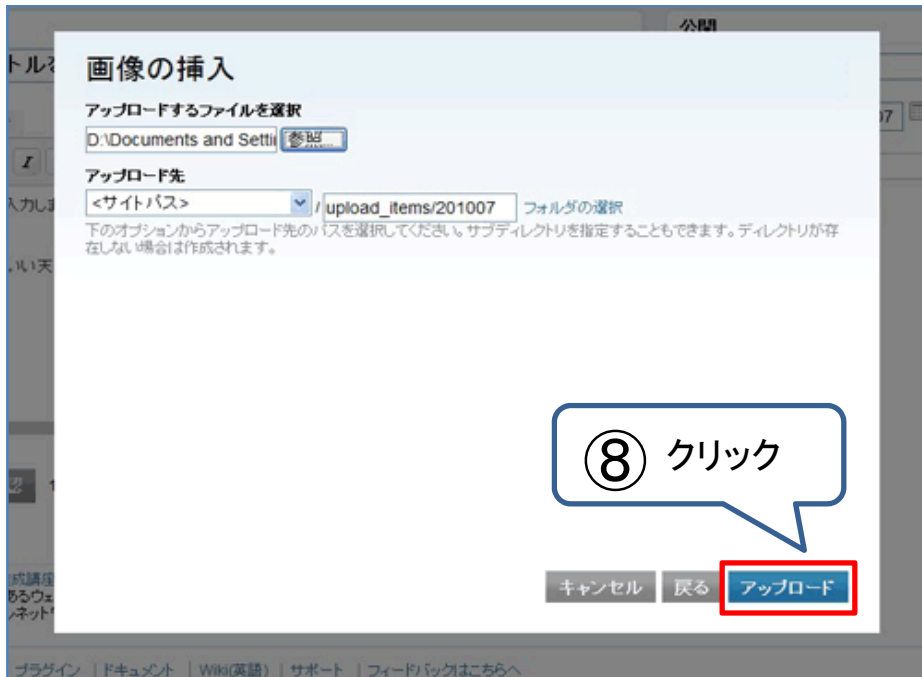 公開
トルを
画像の挿入
アップロードするファイルを選択
D:\Documents and Settin 参照...
07
I
アップロード先
<サイトパス> / upload_items/201007 フォルダの選択
入力しま
下のオプションからアップロード先のパスを選択してください。サブディレクトリを指定することもできます。ディレクトリが存
在しない場合は作成されます。
いい天
⑧ クリック
1
キャンセル 戻る アップロード
成講座
あるウェ
ルネット
プラグイン | ドキュメント | Wiki(英語) | サポート | フィードバックはこちらへ